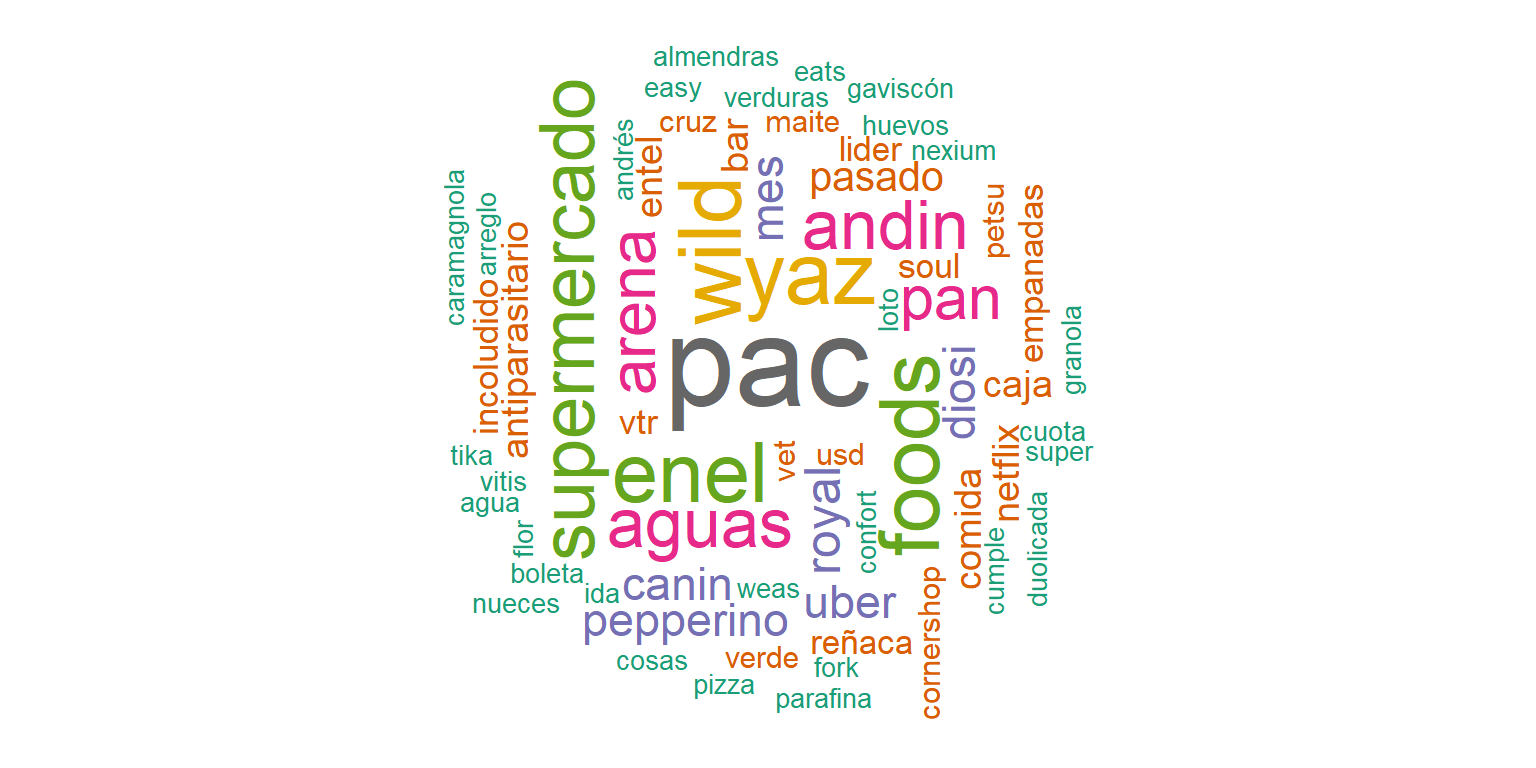 almendras
eats
easy
verduras
gaviscón
cruz
maite
huevos
andrés
entel
bar
lider
nexium
supermercado
mes
pasado
caramagnola
arreglo
wild
andin
petsu
empanadas
antiparasitario
arena
yaz
soul
pan
incoludido
loto
granola
pac
foods
diosi
caja
vtr
netflix
cuota
super
tika
vet
usd
enel
royal
vitis
agua
aguas
confort
comida
duolicada
flor
cumple
boleta
ida
canin
weas
nueces
pepperino
uber
cornershop
reñaca
cosas
verde
fork
pizza
parafina